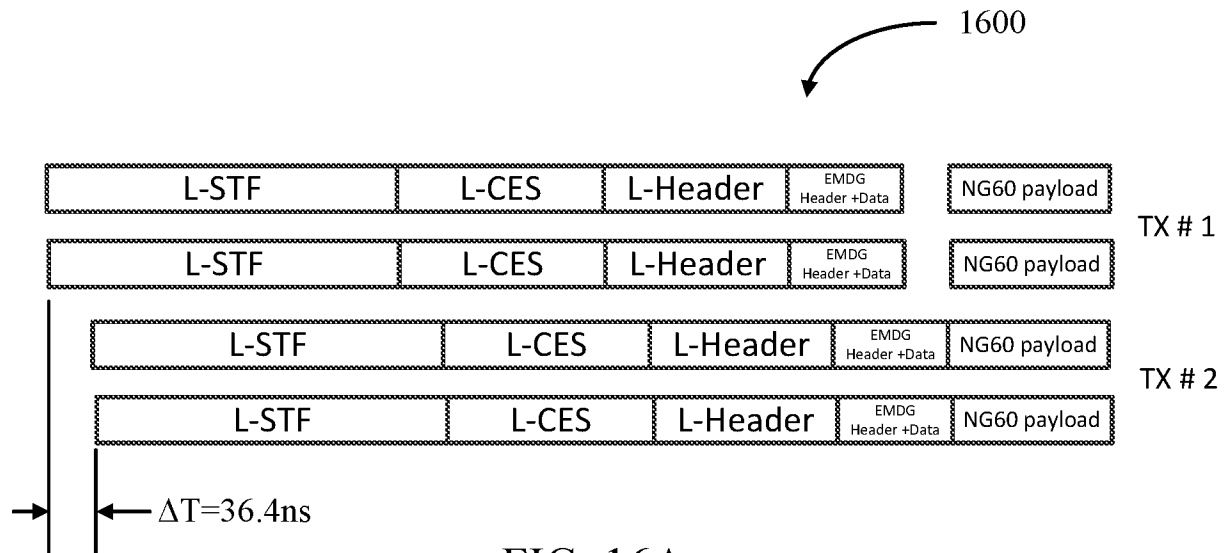 1600
L-STF L-CES L-Header EMDG Header +Data NG60 payload
TX # 1
L-STF L-CES L-Header EMDG Header +Data NG60 payload
L-STF L-CES L-Header EMDG Header +Data NG60 payload
TX # 2
L-STF L-CES L-Header EMDG Header +Data NG60 payload
ΔT=36.4ns